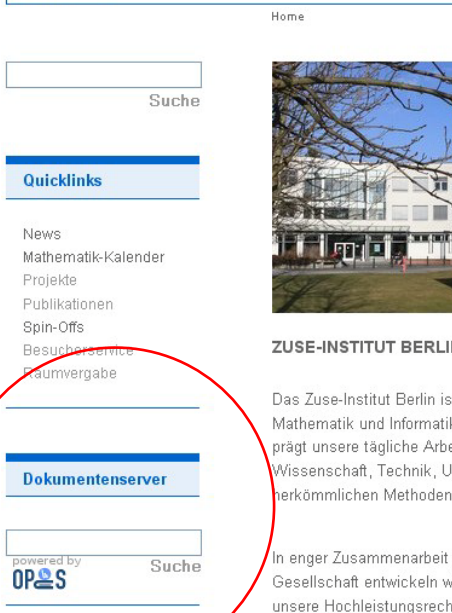 Home
Suche
Quicklinks
News
Mathematik-Kalender
Projekte
Publikationen
Spin-Offs
Besucherservice
Raumvergabe
Dokumentenserver
powered by
OPUS
Suche
ZUSE-INSTITUT BERLI
Das Zuse-Institut Berlin is
Mathematik und Informatik
prägt unsere tägliche Arbe
Wissenschaft, Technik, U
herkömmlichen Methoden
In enger Zusammenarbeit
Gesellschaft entwickeln w
unsere Hochleistungsrech